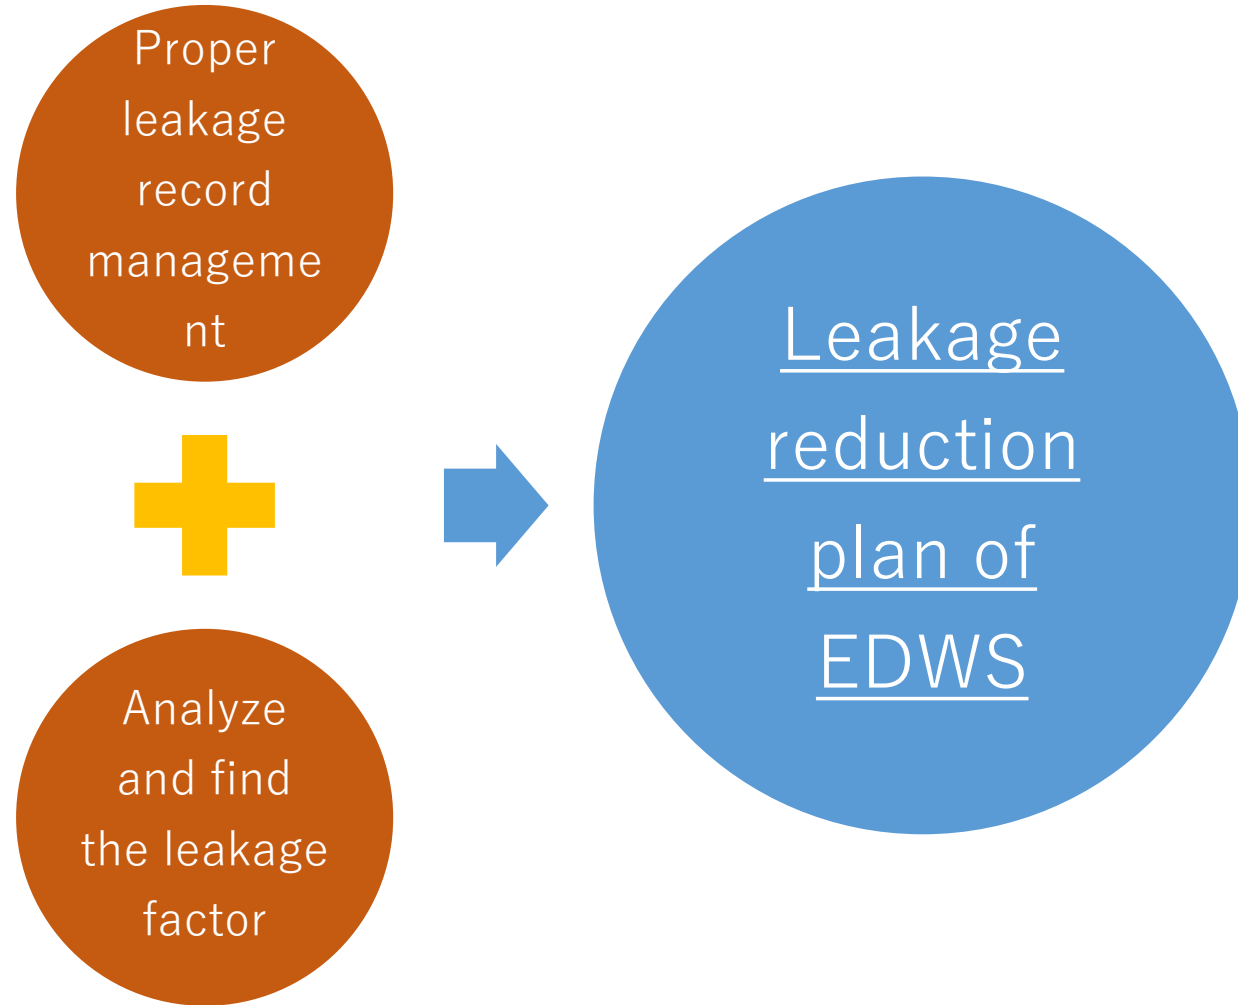 Proper
leakage
record
manageme
nt
Analyze
and find
the leakage
factor
Leakage
reduction
plan of
EDWS